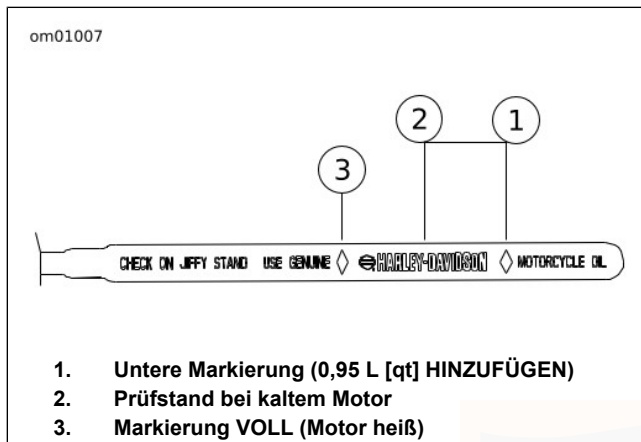 om01007
2 1
3
CHECK ON JIFFY STAND USE GENUINE HARLEY-DAVIDSON MOTORCYCLE OIL
1. Untere Markierung (0,95 L [qt] HINZUFÜGEN)
2. Prüfstand bei kaltem Motor
3. Markierung VOLL (Motor heiß)